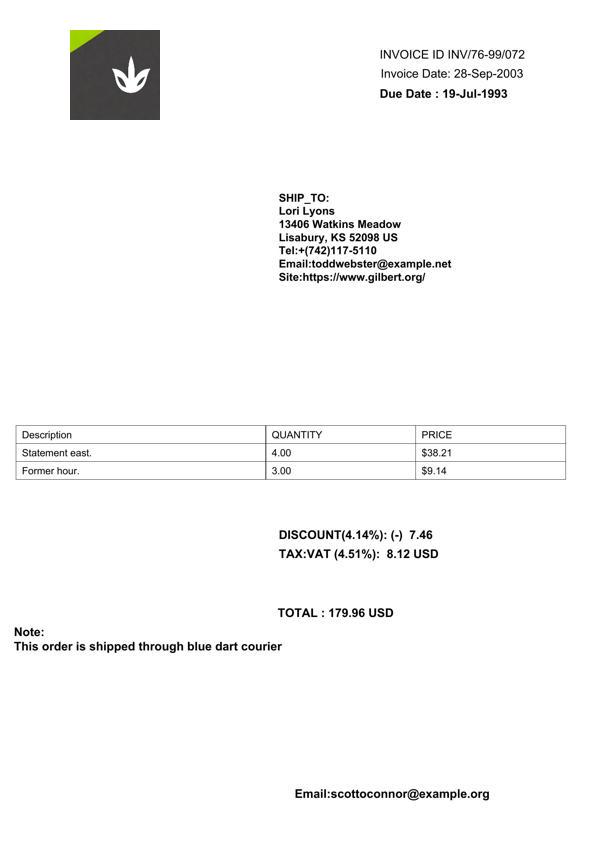 INVOICE ID INV/76-99/072
Invoice Date: 28-Sep-2003
Due Date : 19-Jul-1993
SHIP_TO:
Lori Lyons
13406 Watkins Meadow
Lisabury, KS 52098 US
Tel:+(742)117-5110
Email:toddwebster@example.net
Site:https://www.gilbert.org/
Description QUANTITY PRICE
Statement east. 4.00 $38.21
Former hour. 3.00 $9.14
DISCOUNT(4.14%): (-) 7.46
TAX:VAT (4.51%): 8.12 USD
TOTAL : 179.96 USD
Note:
This order is shipped through blue dart courier
Email:scottoconnor@example.org